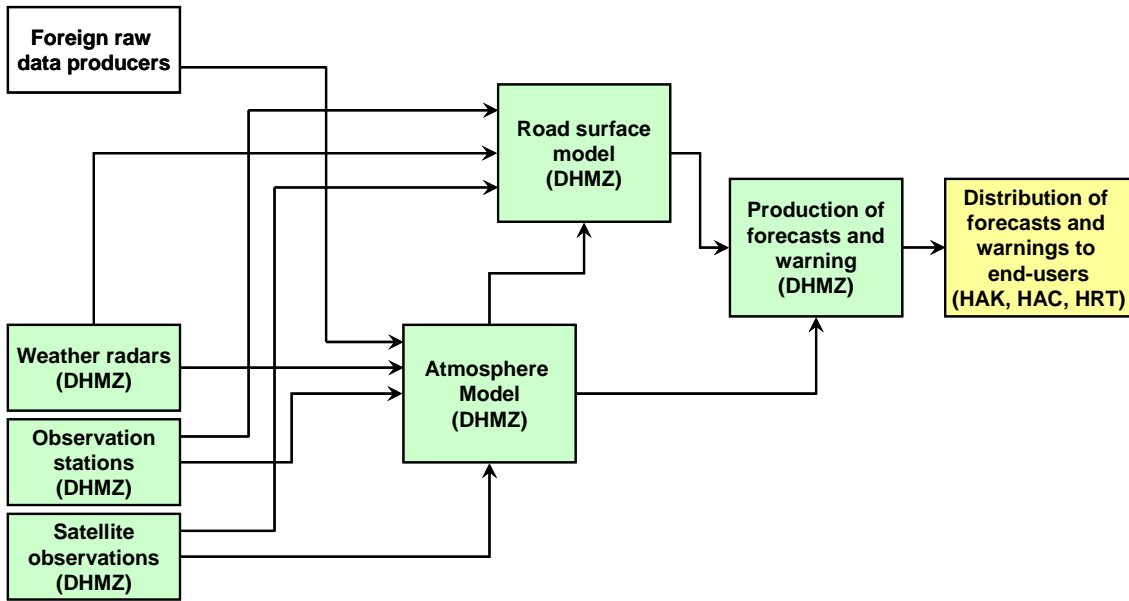 Foreign raw
data producers
Road surface
model
(DHMZ)
Production of
forecasts and
warning
(DHMZ)
Distribution of
forecasts and
warnings to
end-users
(HAK, HAC, HRT)
Weather radars
(DHMZ)
Atmosphere
Model
(DHMZ)
Observation
stations
(DHMZ)
Satellite
observations
(DHMZ)